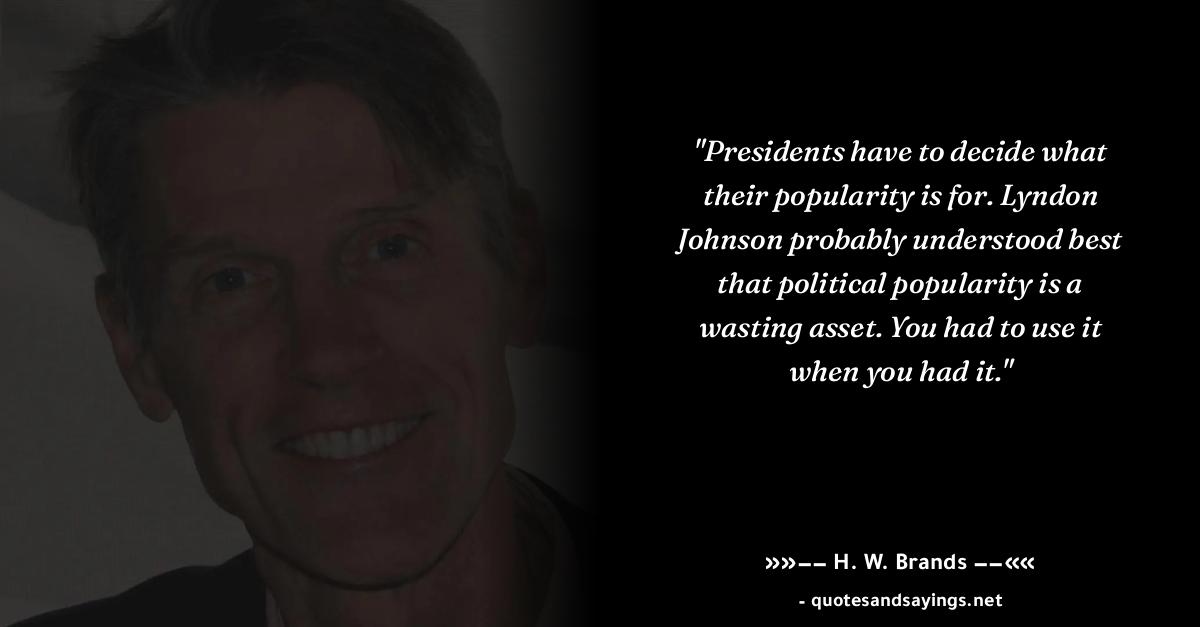 "Presidents have to decide what
their popularity is for. Lyndon
Johnson probably understood best
that political popularity is a
wasting asset. You had to use it
when you had it."
»»–– H. W. Brands ––««
- quotesandsayings.net